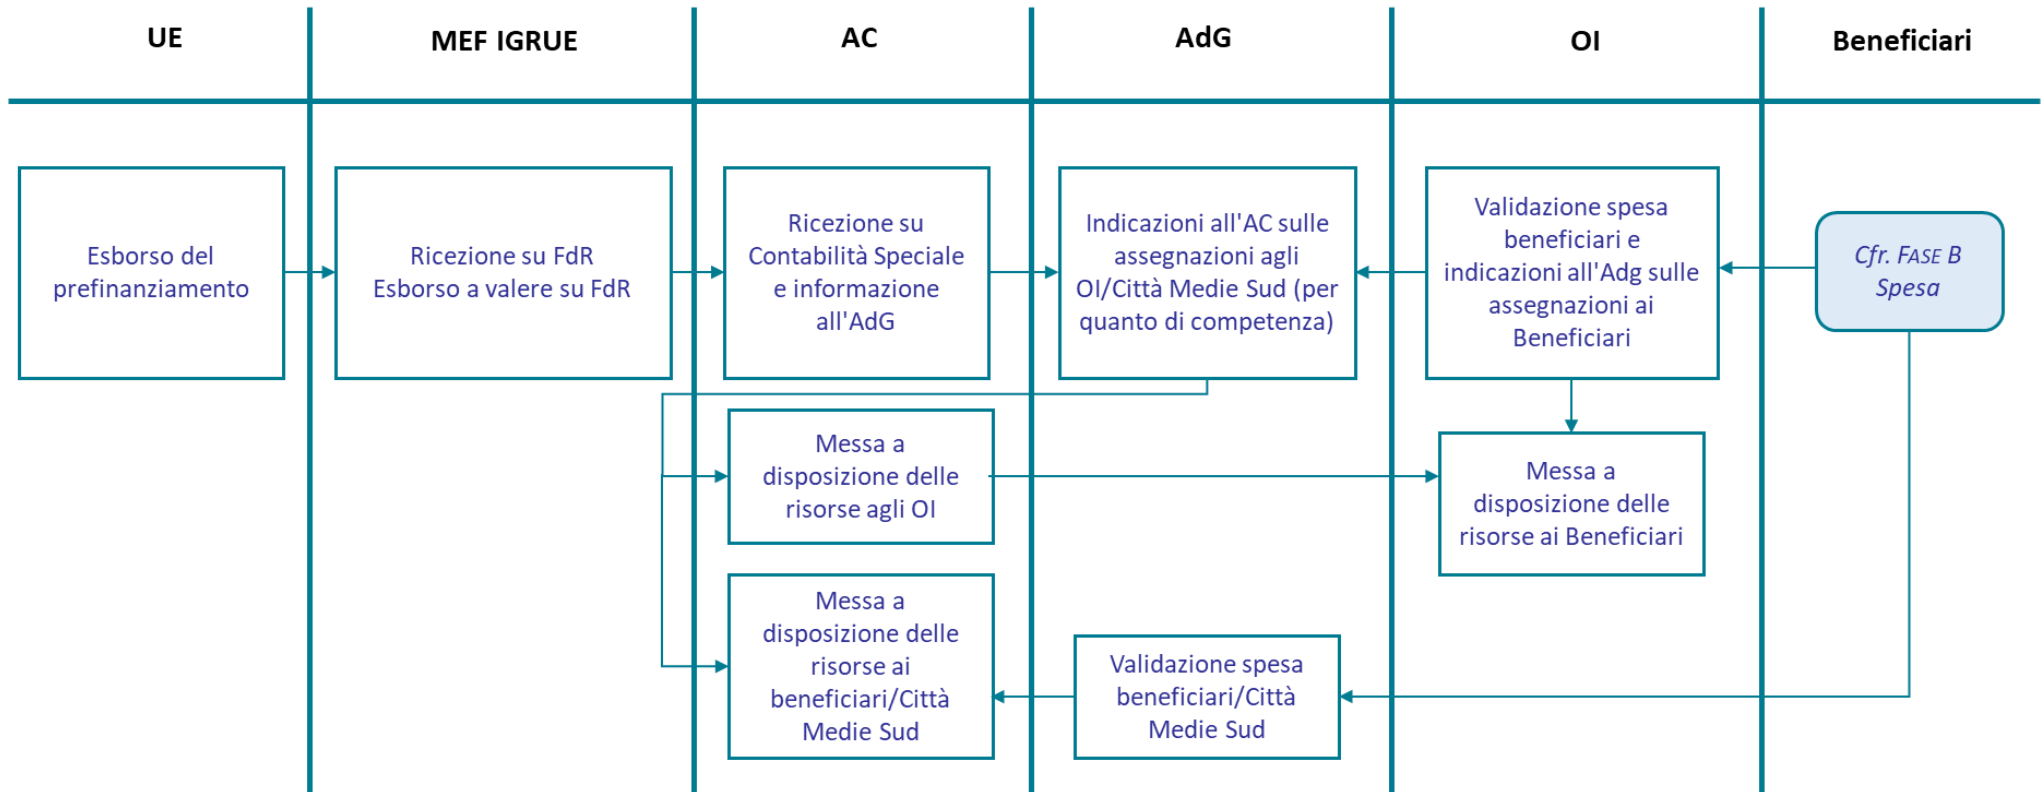 UE
MEF IGRUE
AC
AdG
OI
Beneficiari
Esborso del
prefinanziamento
Ricezione su FdR
Esborso a valere su FdR
Ricezione su
Contabilità Speciale
e informazione
all'AdG
Indicazioni all'AC sulle
assegnazioni agli
OI/Città Medie Sud (per
quanto di competenza)
Validazione spesa
beneficiari e
indicazioni all'Adg sulle
assegnazioni ai
Beneficiari
Cfr. FASE B
Spesa
Messa a
disposizione delle
risorse agli OI
Messa a
disposizione delle
risorse ai Beneficiari
Messa a
disposizione delle
risorse ai
beneficiari/Città
Medie Sud
Validazione spesa
beneficiari/Città
Medie Sud